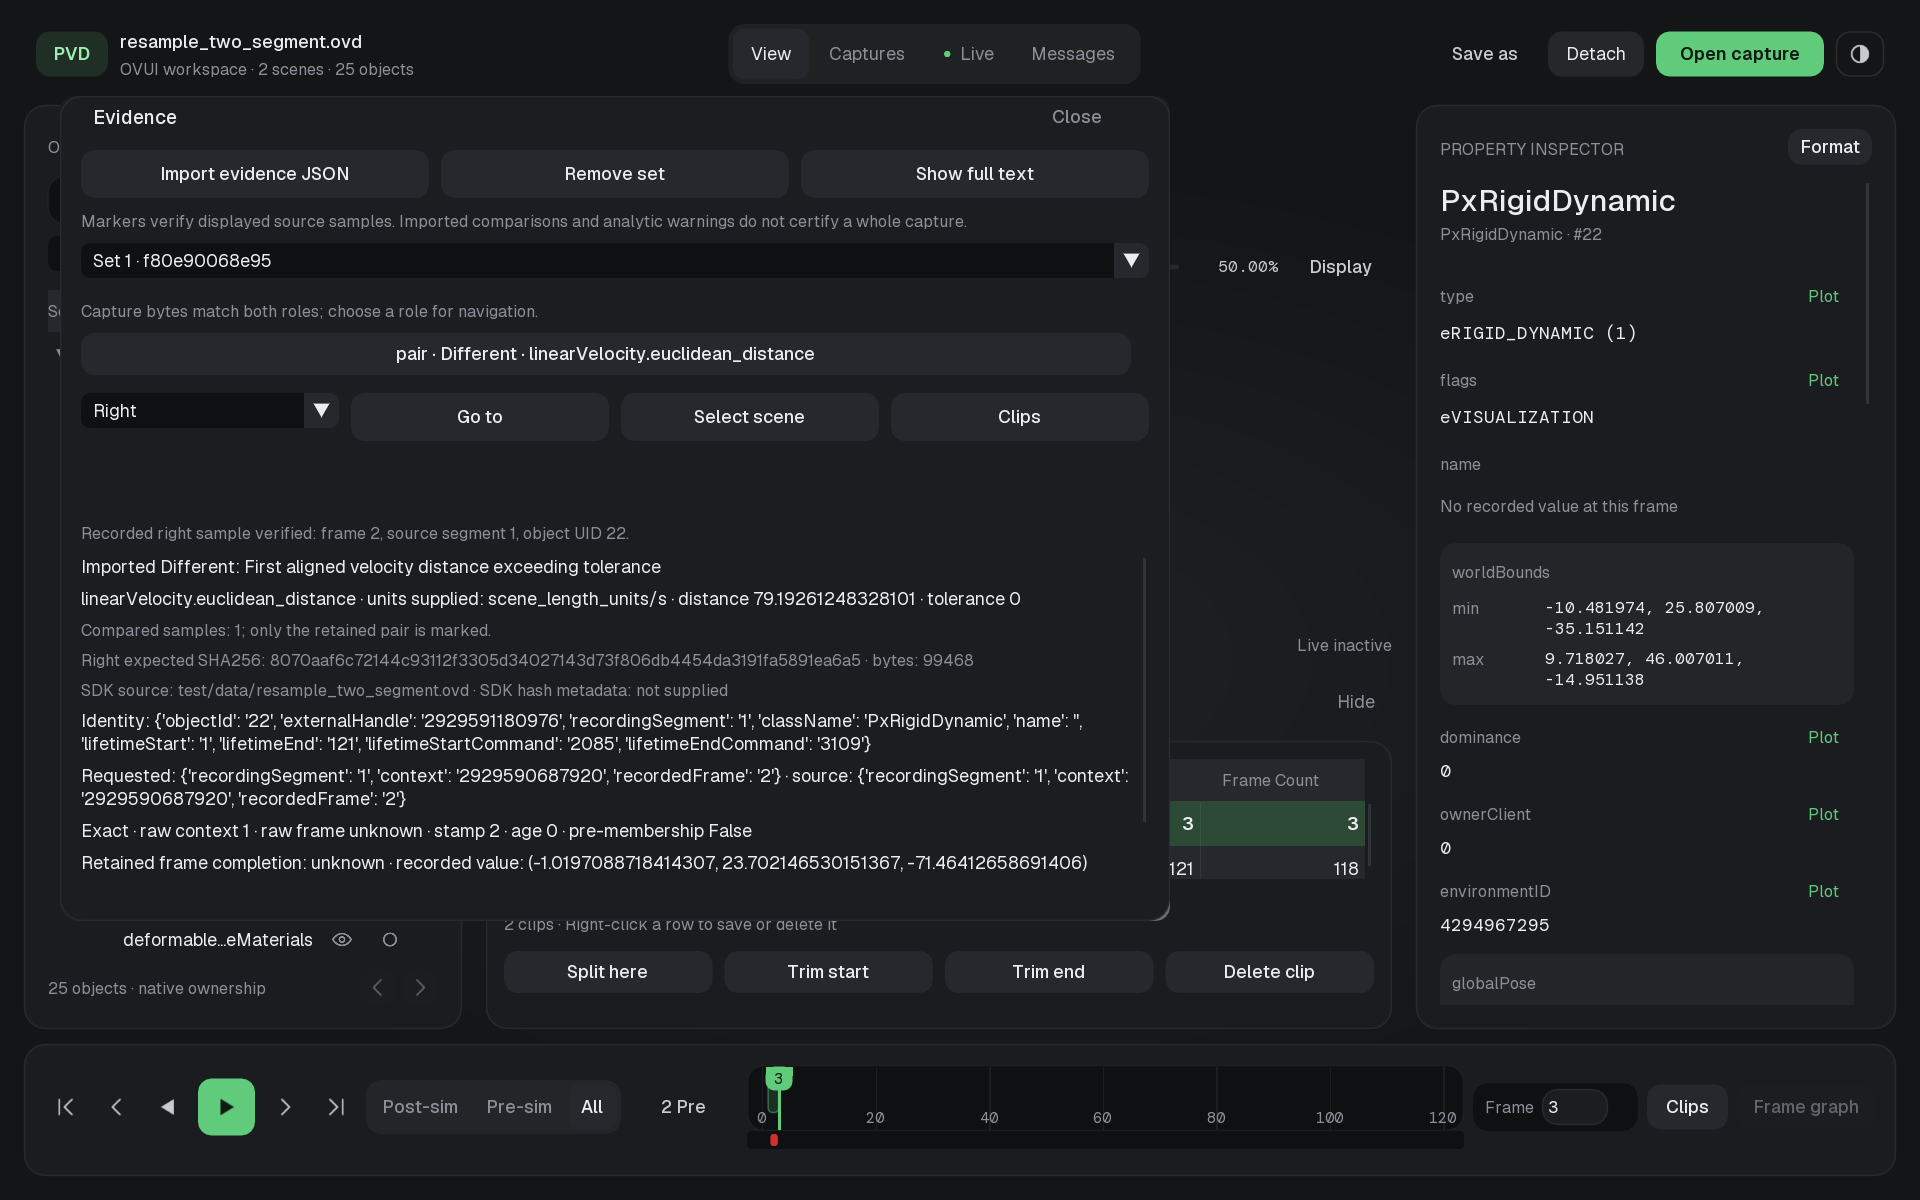 PVD
resample_two_segment.ovd
OVUI workspace · 2 scenes · 25 objects
View
Captures
Live
Messages
Save as
Detach
Open capture
Evidence
Close
Import evidence JSON
Remove set
Show full text
Markers verify displayed source samples. Imported comparisons and analytic warnings do not certify a whole capture.
Set 1 · f80e90068e95
Capture bytes match both roles; choose a role for navigation.
pair · Different · linearVelocity.euclidean_distance
Right
Go to
Select scene
Clips
Recorded right sample verified: frame 2, source segment 1, object UID 22.
Imported Different: First aligned velocity distance exceeding tolerance
linearVelocity.euclidean_distance · units supplied: scene_length_units/s · distance 79.19261248328101 · tolerance 0
Compared samples: 1; only the retained pair is marked.
Right expected SHA256: 8070aaf6c72144c93112f3305d34027143d73f806db4454da3191fa5891ea6a5 · bytes: 99468
SDK source: test/data/resample_two_segment.ovd · SDK hash metadata: not supplied
Identity: {'objectId': '22', 'externalHandle': '2929591180976', 'recordingSegment': '1', 'className': 'PxRigidDynamic', 'name': '',
'lifetimeStart': '1', 'lifetimeEnd': '121', 'lifetimeStartCommand': '2085', 'lifetimeEndCommand': '3109'}
Requested: {'recordingSegment': '1', 'context': '2929590687920', 'recordedFrame': '2'} · source: {'recordingSegment': '1', 'context':
'2929590687920', 'recordedFrame': '2'}
Exact · raw context 1 · raw frame unknown · stamp 2 · age 0 · pre-membership False
Retained frame completion: unknown · recorded value: (-1.0197088718414307, 23.702146530151367, -71.46412658691406)
50.00%
Display
Live inactive
Hide
Frame Count
3
3
121
118
2 clips · Right-click a row to save or delete it
Split here
Trim start
Trim end
Delete clip
deformable...eMaterials
25 objects · native ownership
PROPERTY INSPECTOR
Format
PxRigidDynamic
PxRigidDynamic · #22
type
Plot
eRIGID_DYNAMIC (1)
flags
Plot
eVISUALIZATION
name
No recorded value at this frame
worldBounds
min
-10.481974, 25.807009,
-35.151142
max
9.718027, 46.007011,
-14.951138
dominance
Plot
0
ownerClient
Plot
0
environmentID
Plot
4294967295
globalPose
Post-sim
Pre-sim
All
2 Pre
3
0
20
40
60
80
100
120
Frame
3
Clips
Frame graph